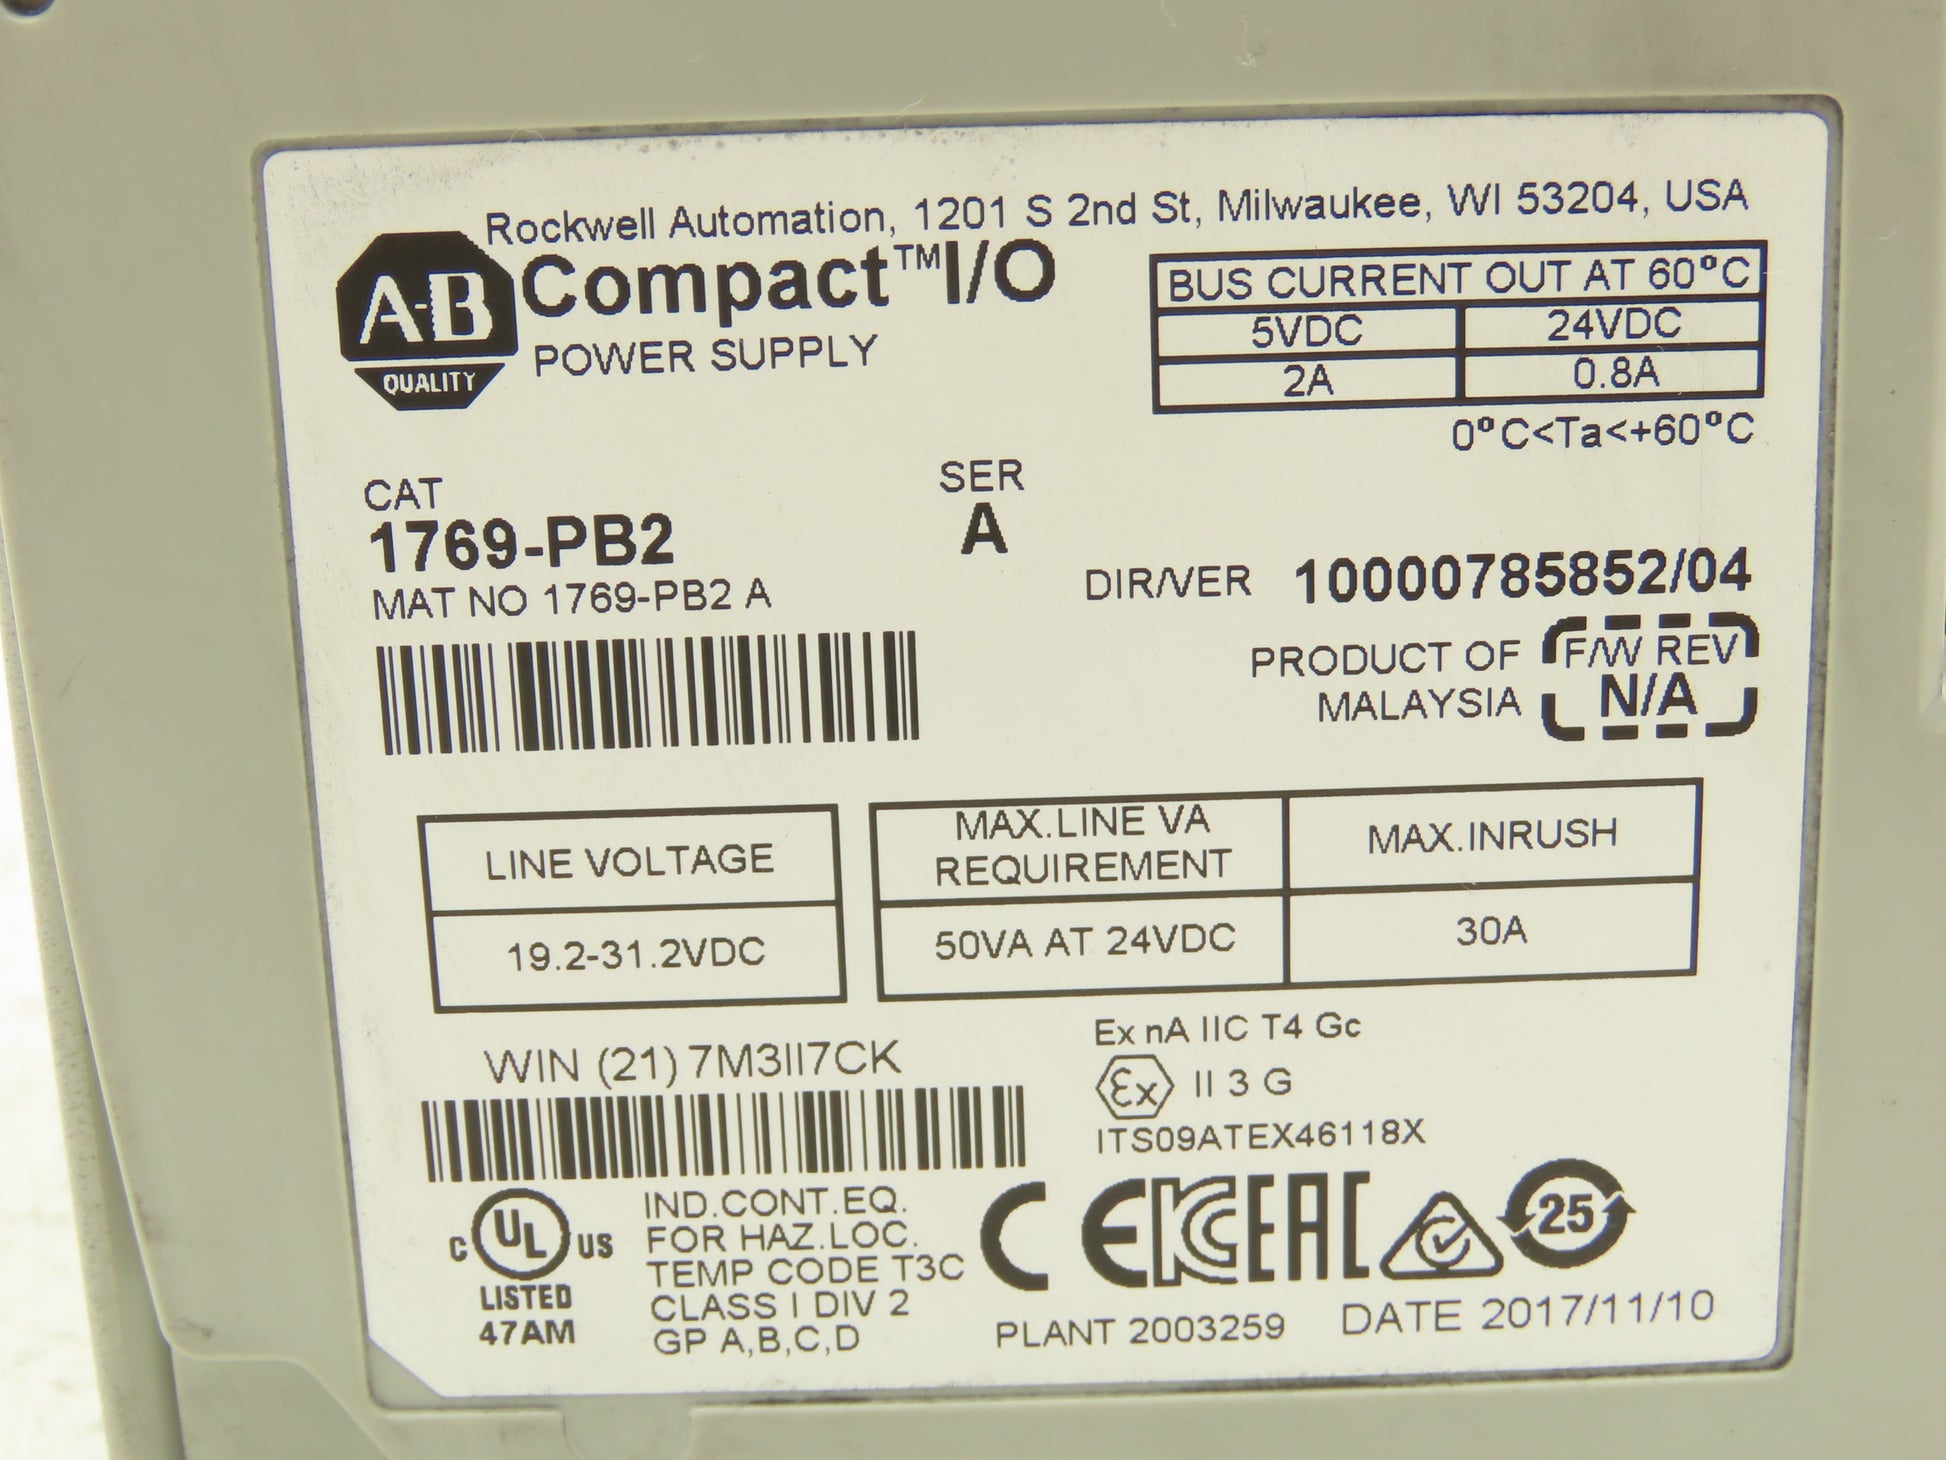 Rockwell Automation, 1201 S 2nd St, Milwaukee, WI 53204, USA
A-B
QUALITY
Compact™I/O
POWER SUPPLY
BUS CURRENT OUT AT 60°C
5VDC 24VDC
2A 0.8A
0°C<Ta<+60°C
CAT
1769-PB2
MAT NO 1769-PB2 A
SER
A
DIR/VER 10000785852/04
PRODUCT OF
MALAYSIA
F/W REV
N/A
LINE VOLTAGE
19.2-31.2VDC
MAX.LINE VA
REQUIREMENT
MAX.INRUSH
50VA AT 24VDC
30A
WIN (21) 7M3II7CK
Ex nA IIC T4 Gc
Ex II 3 G
ITS09ATEX46118X
C UL US
LISTED
47AM
IND.CONT.EQ.
FOR HAZ.LOC.
TEMP CODE T3C
CLASS I DIV 2
GP A,B,C,D
CE KC EAC 25
PLANT 2003259
DATE 2017/11/10